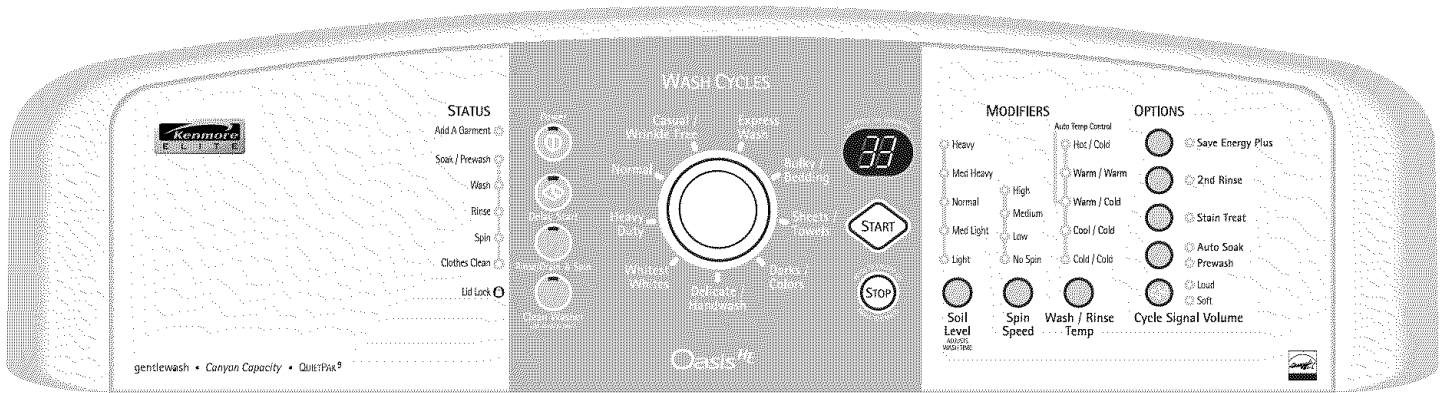 Kenmore
ELITE
STATUS
Add A Garment
Soak / Prewash
Wash
Rinse
Spin
Clothes Clean
Lid Lock
gentlewash • Canyon Capacity • QUIETPAK 9
WASH CYCLES
Casual /
Wrinkle Free
Express
Wash
Normal
Bulky /
Bedding
Heavy
Duty
Sheets /
Towels
Whitest
Whites
Darks /
Colors
Delicate /
Handwash
Oasis HE
38
START
STOP
MODIFIERS
Auto Temp Control
Heavy
Med Heavy
Normal
Med Light
Light
High
Medium
Low
No Spin
Hot / Cold
Warm / Warm
Warm / Cold
Cool / Cold
Cold / Cold
Soil
Level
ADJUSTS
WASH TIME
Spin
Speed
Wash / Rinse
Temp
OPTIONS
Save Energy Plus
2nd Rinse
Stain Treat
Auto Soak
Prewash
Loud
Soft
Cycle Signal Volume